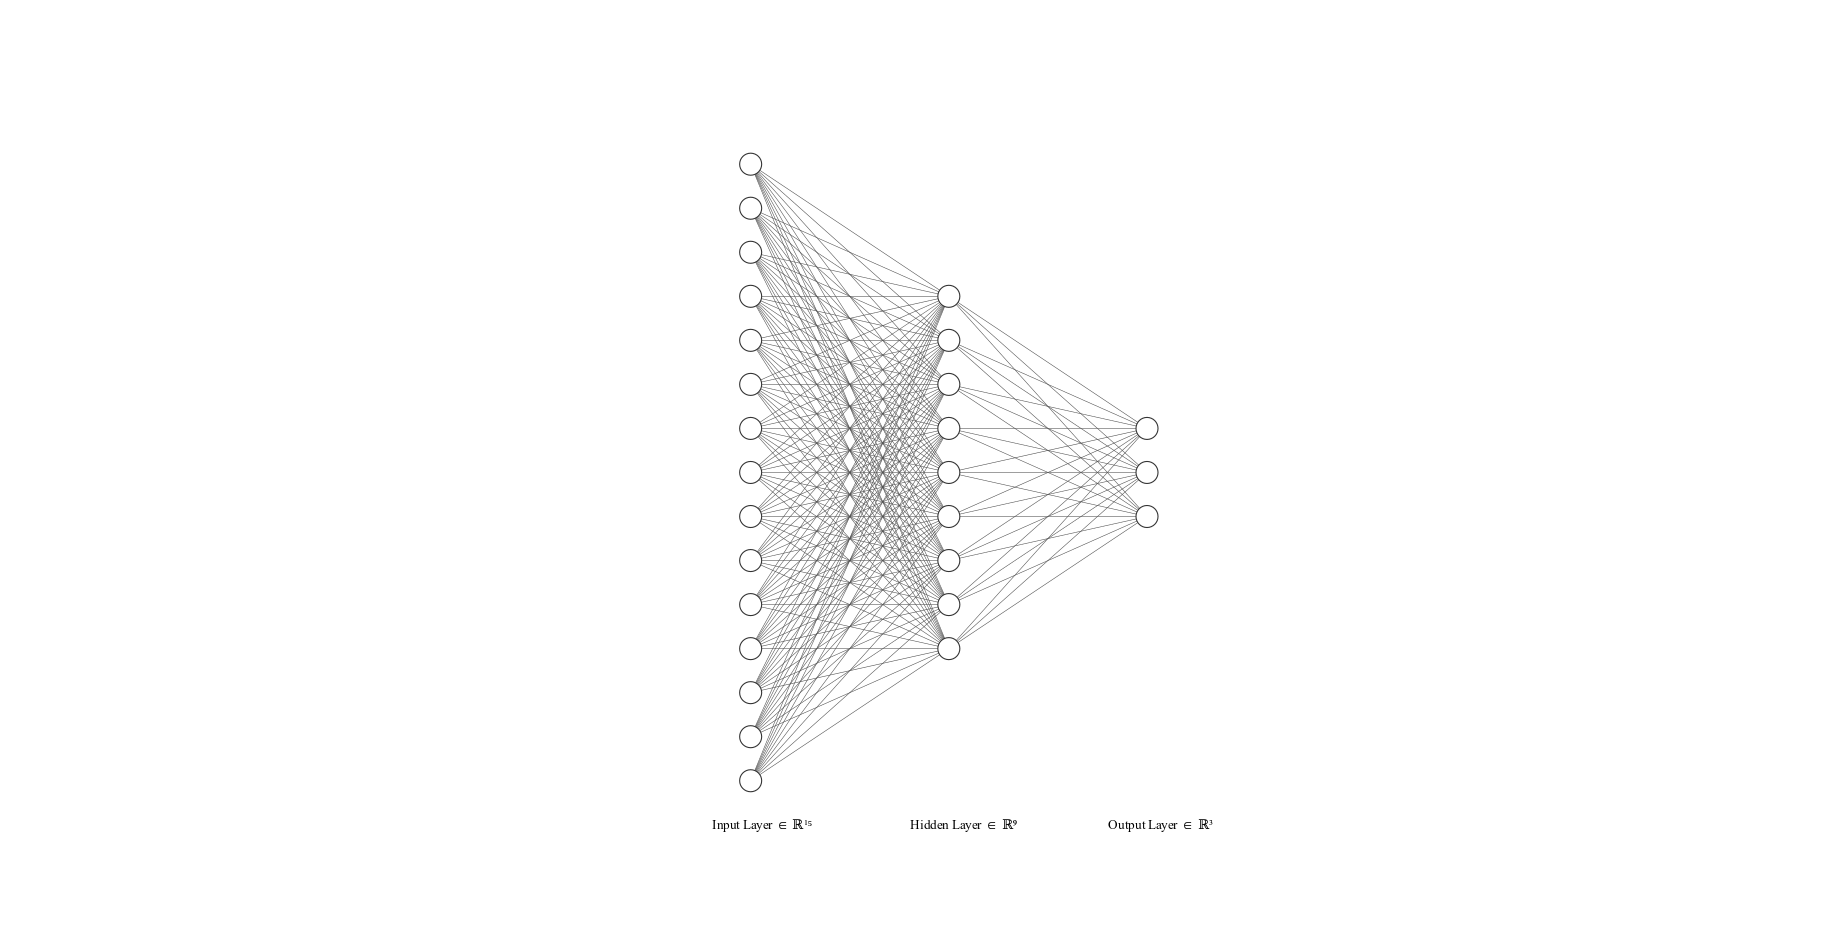 Input Layer ∈ ℝ¹⁵
Hidden Layer ∈ ℝ⁹
Output Layer ∈ ℝ³